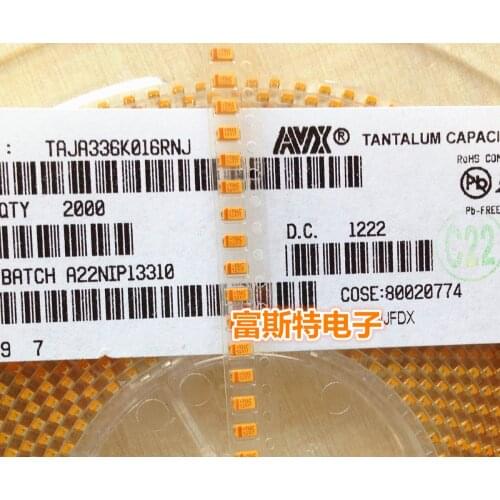 : TAJA336K016RNJ
AVX® TANTALUM CAPACI
RoHS CON
QTY 2000
Pb-FREE
D.C. 1222
C22
BATCH A22NIP13310
COSE:80020774
JFDX
富斯特电子
9 7